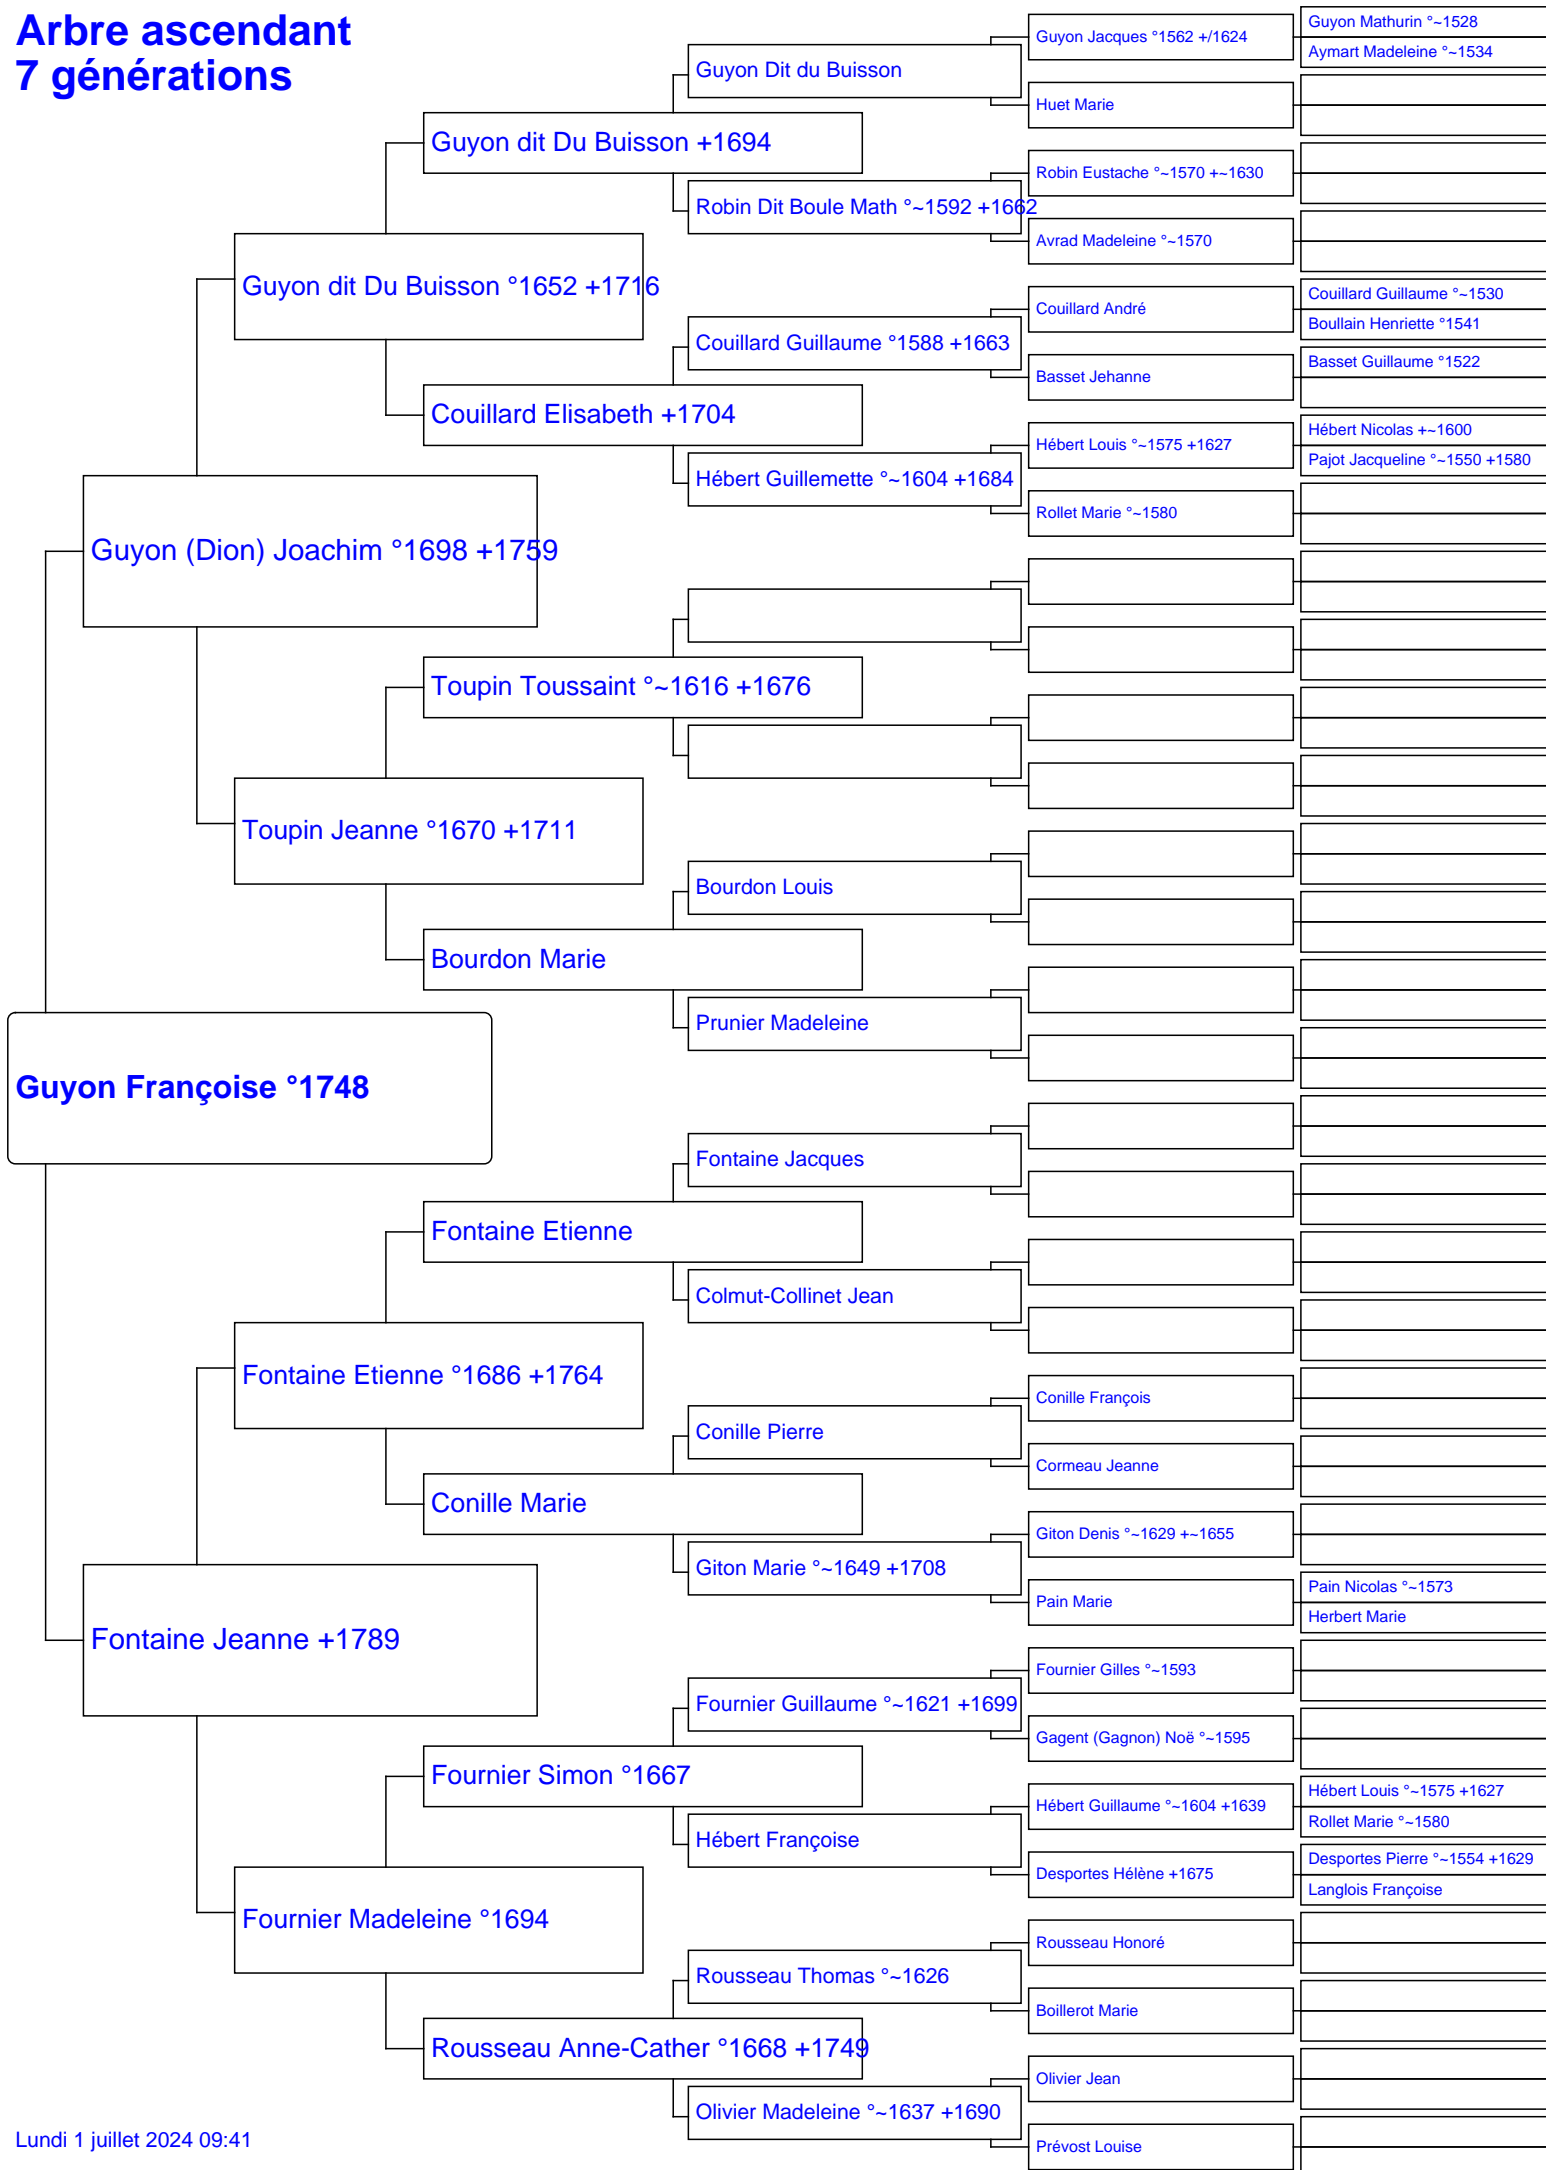 Arbre ascendant
7 générations
Guyon Françoise °1748
Guyon (Dion) Joachim °1698 +1759
Fontaine Jeanne +1789
Guyon dit Du Buisson °1652 +1716
Toupin Jeanne °1670 +1711
Fontaine Etienne °1686 +1764
Fournier Madeleine °1694
Guyon dit Du Buisson +1694
Couillard Elisabeth +1704
Toupin Toussaint °~1616 +1676
Bourdon Marie
Fontaine Etienne
Conille Marie
Fournier Simon °1667
Rousseau Anne-Cather °1668 +1749
Guyon Dit du Buisson
Robin Dit Boule Math °~1592 +1662
Couillard Guillaume °1588 +1663
Hébert Guillemette °~1604 +1684
Bourdon Louis
Prunier Madeleine
Fontaine Jacques
Colmut-Collinet Jean
Conille Pierre
Giton Marie °~1649 +1708
Fournier Guillaume °~1621 +1699
Hébert Françoise
Rousseau Thomas °~1626
Olivier Madeleine °~1637 +1690
Guyon Jacques °1562 +/1624
Huet Marie
Robin Eustache °~1570 +~1630
Avrad Madeleine °~1570
Couillard André
Basset Jehanne
Hébert Louis °~1575 +1627
Rollet Marie °~1580
Conille François
Cormeau Jeanne
Giton Denis °~1629 +~1655
Pain Marie
Fournier Gilles °~1593
Gagent (Gagnon) Noë °~1595
Hébert Guillaume °~1604 +1639
Desportes Hélène +1675
Rousseau Honoré
Boillerot Marie
Olivier Jean
Prévost Louise
Guyon Mathurin °~1528
Aymart Madeleine °~1534
Couillard Guillaume °~1530
Boullain Henriette °1541
Basset Guillaume °1522
Hébert Nicolas +~1600
Pajot Jacqueline °~1550 +1580
Pain Nicolas °~1573
Herbert Marie
Hébert Louis °~1575 +1627
Rollet Marie °~1580
Desportes Pierre °~1554 +1629
Langlois Françoise
Lundi 1 juillet 2024 09:41